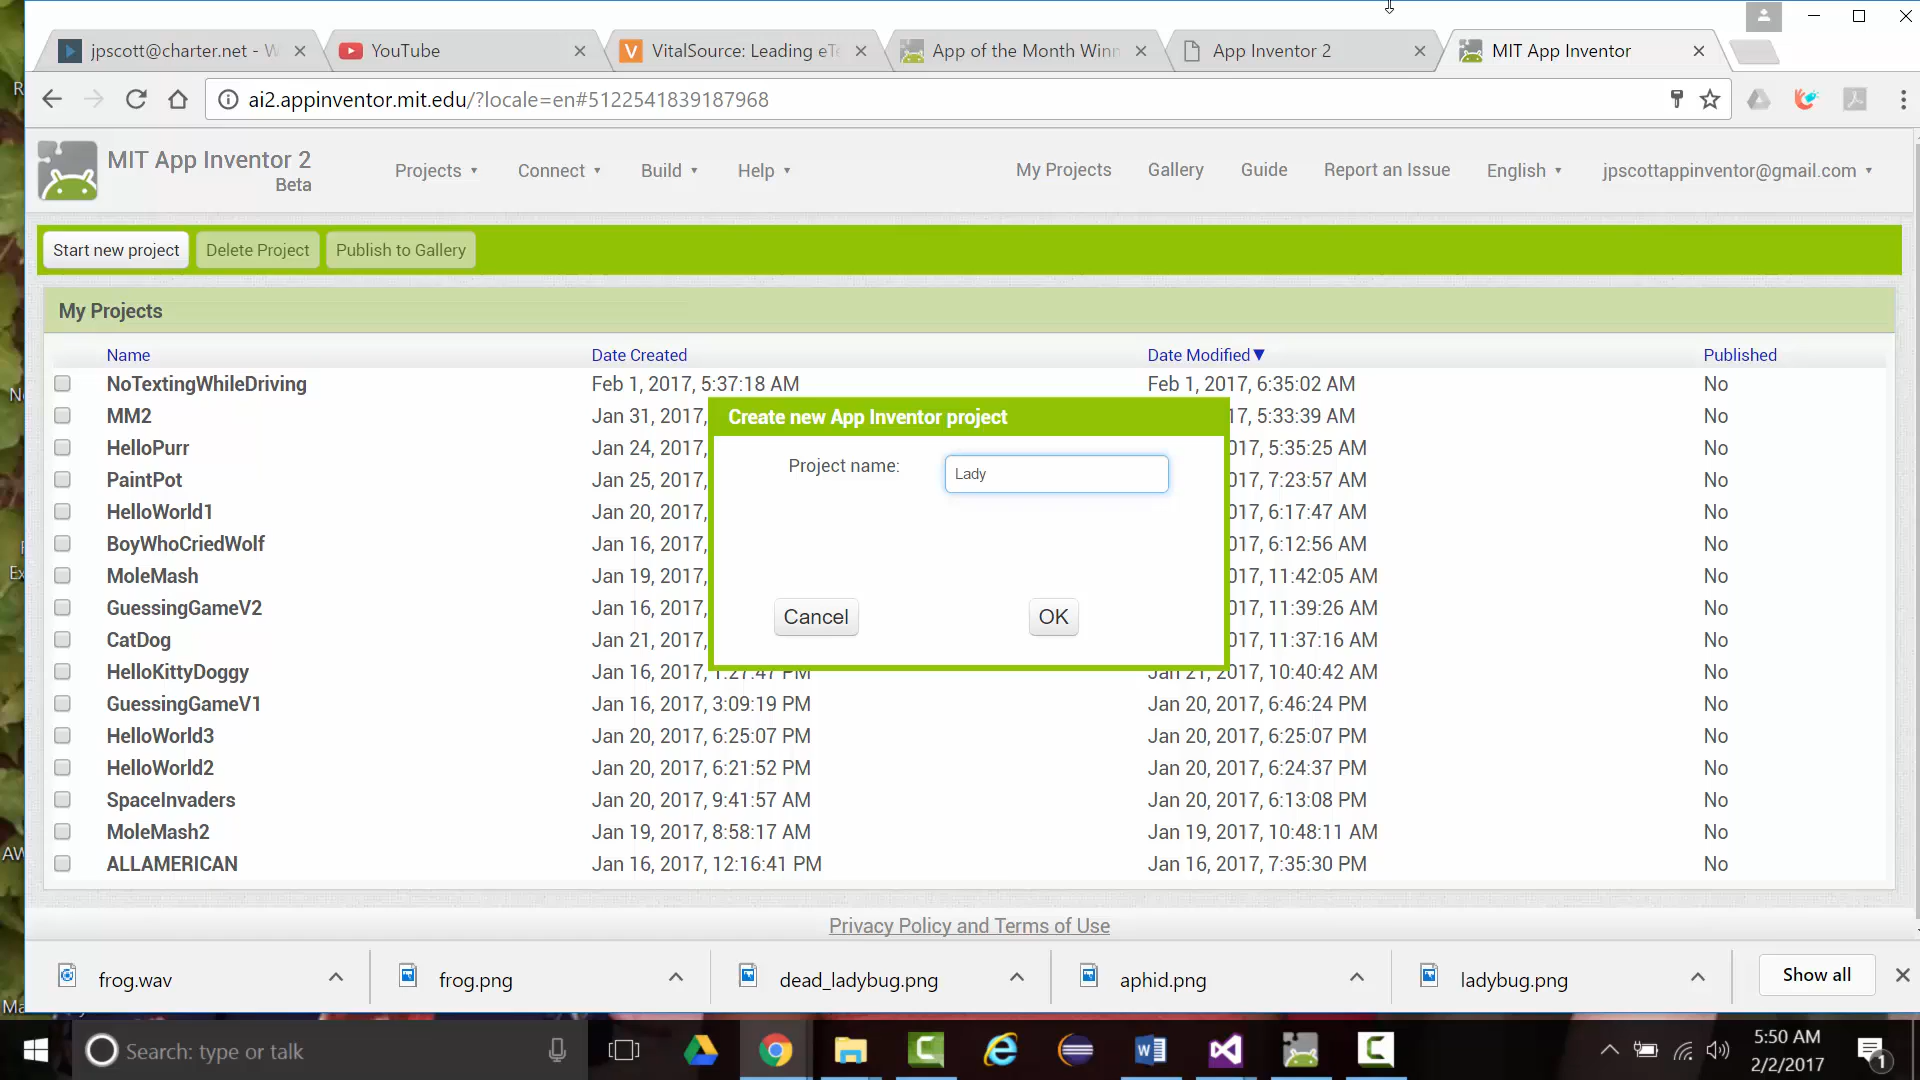 jpscott@charter.net - W
YouTube
VitalSource: Leading eTe
App of the Month Winn
App Inventor 2
MIT App Inventor
ai2.appinventor.mit.edu/?locale=en#5122541839187968
MIT App Inventor 2
Beta
Projects
Connect
Build
Help
My Projects
Gallery
Guide
Report an Issue
English
jpscottappinventor@gmail.com
Start new project
Delete Project
Publish to Gallery
My Projects
Name Date Created Date Modified▼ Published
NoTextingWhileDriving Feb 1, 2017, 5:37:18 AM Feb 1, 2017, 6:35:02 AM No
MM2 Jan 31, 2017, 17, 5:33:39 AM No
HelloPurr Jan 24, 2017, 017, 5:35:25 AM No
PaintPot Jan 25, 2017, 017, 7:23:57 AM No
HelloWorld1 Jan 20, 2017, 017, 6:17:47 AM No
BoyWhoCriedWolf Jan 16, 2017, 017, 6:12:56 AM No
MoleMash Jan 19, 2017, 017, 11:42:05 AM No
GuessingGameV2 Jan 16, 2017, 017, 11:39:26 AM No
CatDog Jan 21, 2017, 017, 11:37:16 AM No
HelloKittyDoggy Jan 16, 2017, 1:27:47 PM Jan 21, 2017, 10:40:42 AM No
GuessingGameV1 Jan 16, 2017, 3:09:19 PM Jan 20, 2017, 6:46:24 PM No
HelloWorld3 Jan 20, 2017, 6:25:07 PM Jan 20, 2017, 6:25:07 PM No
HelloWorld2 Jan 20, 2017, 6:21:52 PM Jan 20, 2017, 6:24:37 PM No
SpaceInvaders Jan 20, 2017, 9:41:57 AM Jan 20, 2017, 6:13:08 PM No
MoleMash2 Jan 19, 2017, 8:58:17 AM Jan 19, 2017, 10:48:11 AM No
ALLAMERICAN Jan 16, 2017, 12:16:41 PM Jan 16, 2017, 7:35:30 PM No
Create new App Inventor project
Project name: Lady
Cancel
OK
Privacy Policy and Terms of Use
frog.wav
frog.png
dead_ladybug.png
aphid.png
ladybug.png
Show all
Search: type or talk
5:50 AM
2/2/2017
1